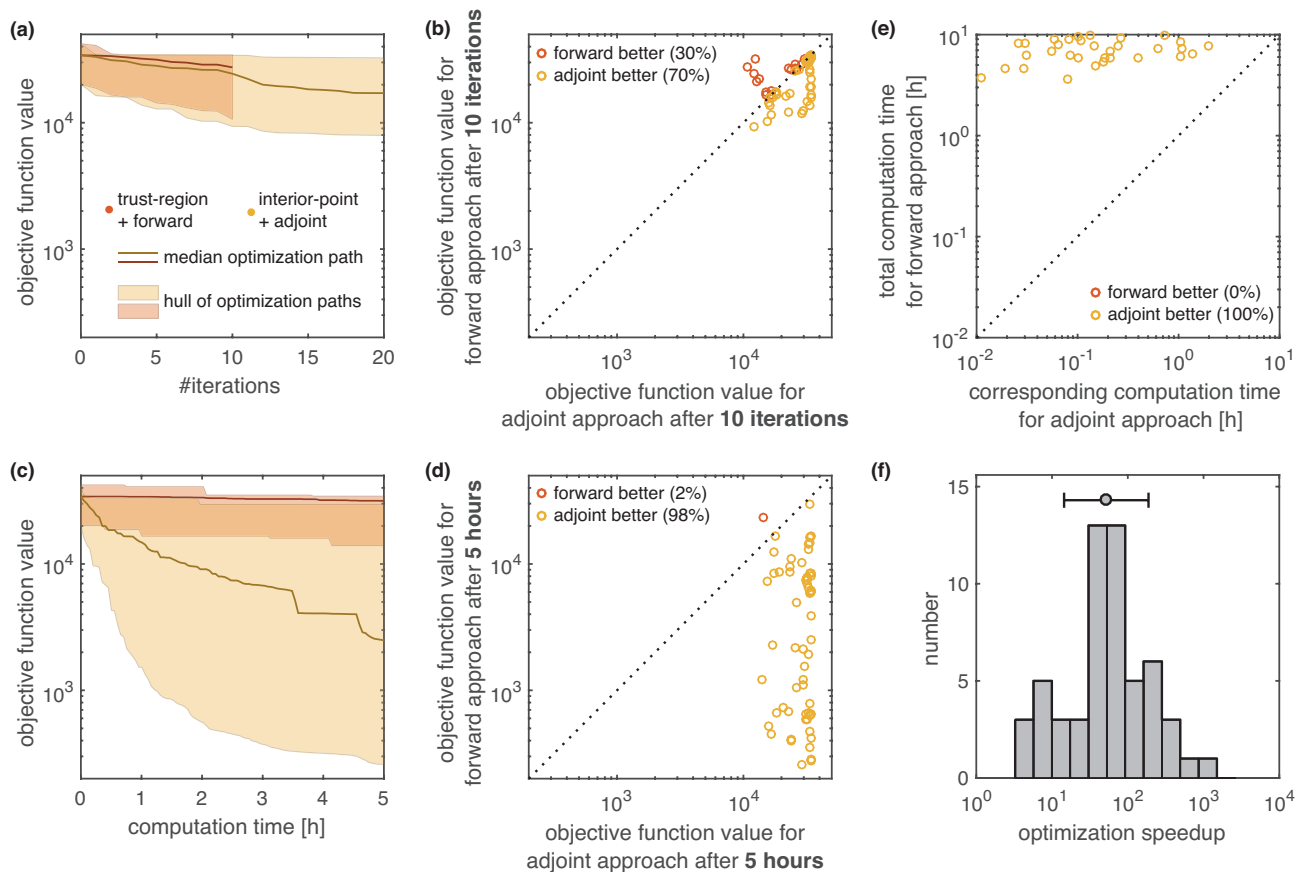 (a)
objective function value
10^4
10^3
trust-region
+ forward
interior-point
+ adjoint
median optimization path
hull of optimization paths
0
5
10
15
20
#iterations
(b)
objective function value for
forward approach after 10 iterations
forward better (30%)
adjoint better (70%)
10^4
10^3
10^3
10^4
objective function value for
adjoint approach after 10 iterations
(e)
total computation time
for forward approach [h]
10^1
10^0
10^-1
10^-2
forward better (0%)
adjoint better (100%)
10^-2
10^-1
10^0
10^1
corresponding computation time
for adjoint approach [h]
(c)
objective function value
10^4
10^3
0
1
2
3
4
5
computation time [h]
(d)
objective function value for
forward approach after 5 hours
forward better (2%)
adjoint better (98%)
10^4
10^3
10^3
10^4
objective function value for
adjoint approach after 5 hours
(f)
number
15
10
5
0
10^0
10^1
10^2
10^3
10^4
optimization speedup